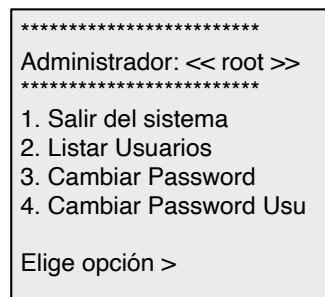 *************************
Administrador: << root >>
*************************
1. Salir del sistema
2. Listar Usuarios
3. Cambiar Password
4. Cambiar Password Usu
Elige opción >